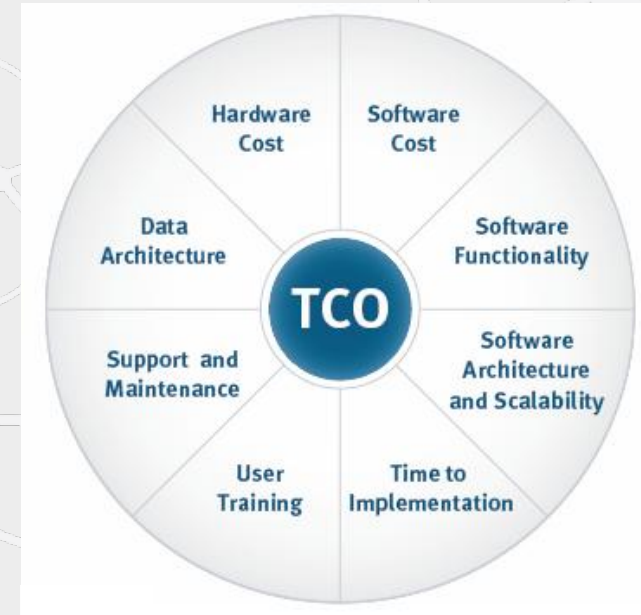 Hardware
Cost
Software
Cost
Data
Architecture
Software
Functionality
TCO
Support and
Maintenance
Software
Architecture
and Scalability
User
Training
Time to
Implementation